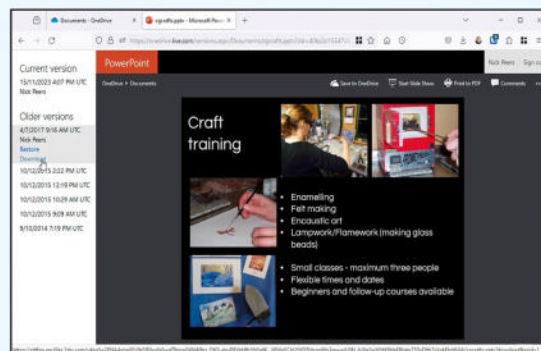 Documents - OneDrive
cgcrafts.pptx - Microsoft Power
Current version
15/11/2023 4:07 PM UTC
Nick Peers
Older versions
4/7/2017 9:16 AM UTC
Nick Peers
Restore
Download
10/12/2015 2:22 PM UTC
10/12/2015 12:19 PM UTC
10/12/2015 10:29 AM UTC
10/12/2015 9:09 AM UTC
9/10/2014 7:19 PM UTC
PowerPoint
Nick Peers
Sign ou
OneDrive > Documents
Save to OneDrive
Start Slide Show
Print to PDF
Comments
Craft
training
• Enamelling
• Felt making
• Encaustic art
• Lampwork/Flamework (making glass
beads)
• Small classes - maximum three people
• Flexible times and dates
• Beginners and follow-up courses available